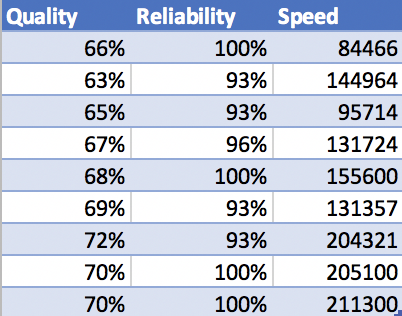 Quality Reliability Speed
66% 100% 84466
63% 93% 144964
65% 93% 95714
67% 96% 131724
68% 100% 155600
69% 93% 131357
72% 93% 204321
70% 100% 205100
70% 100% 211300